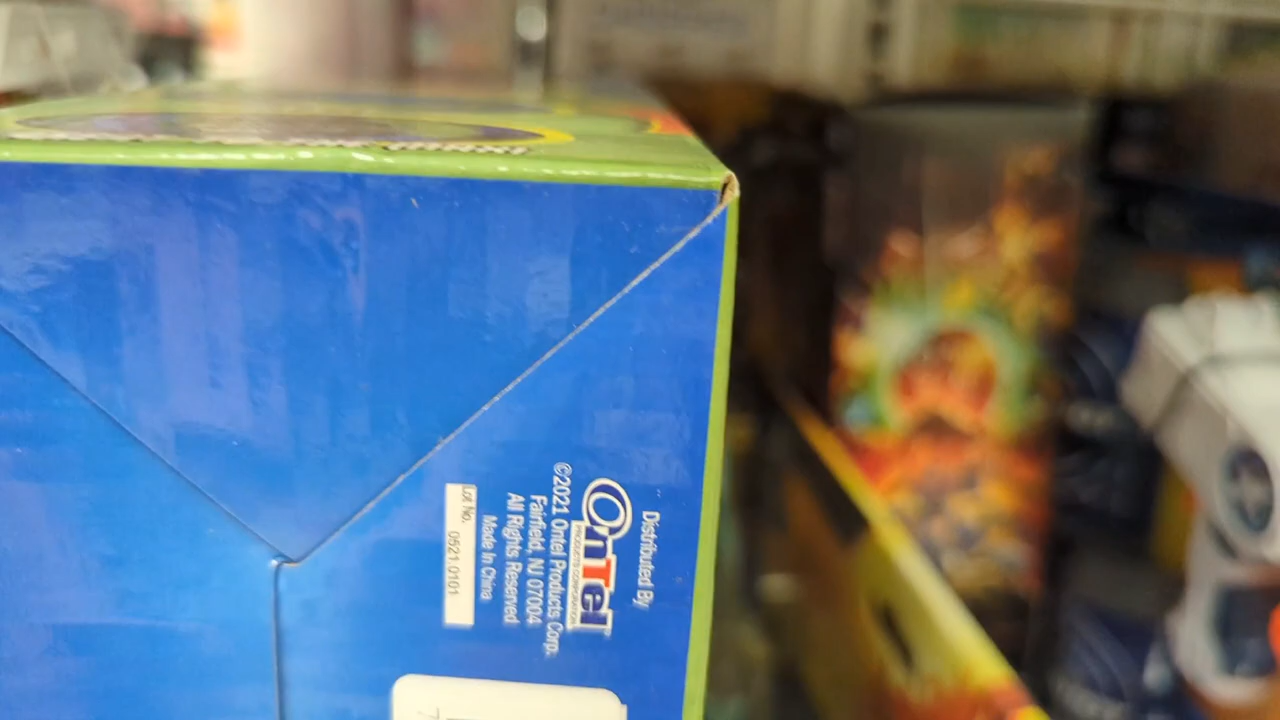 Distributed By
OnTel
PRODUCTS CORPORATION
©2021 Ontel Products Corp.
Fairfield, NJ 07004
All Rights Reserved
Made In China
Lot No. 0521.0101
7